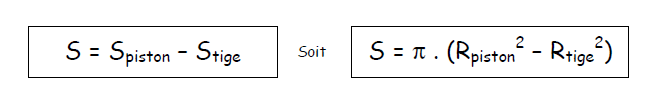 S = Spiston – Stige Soit S = π . (Rpiston² – Rtige²)